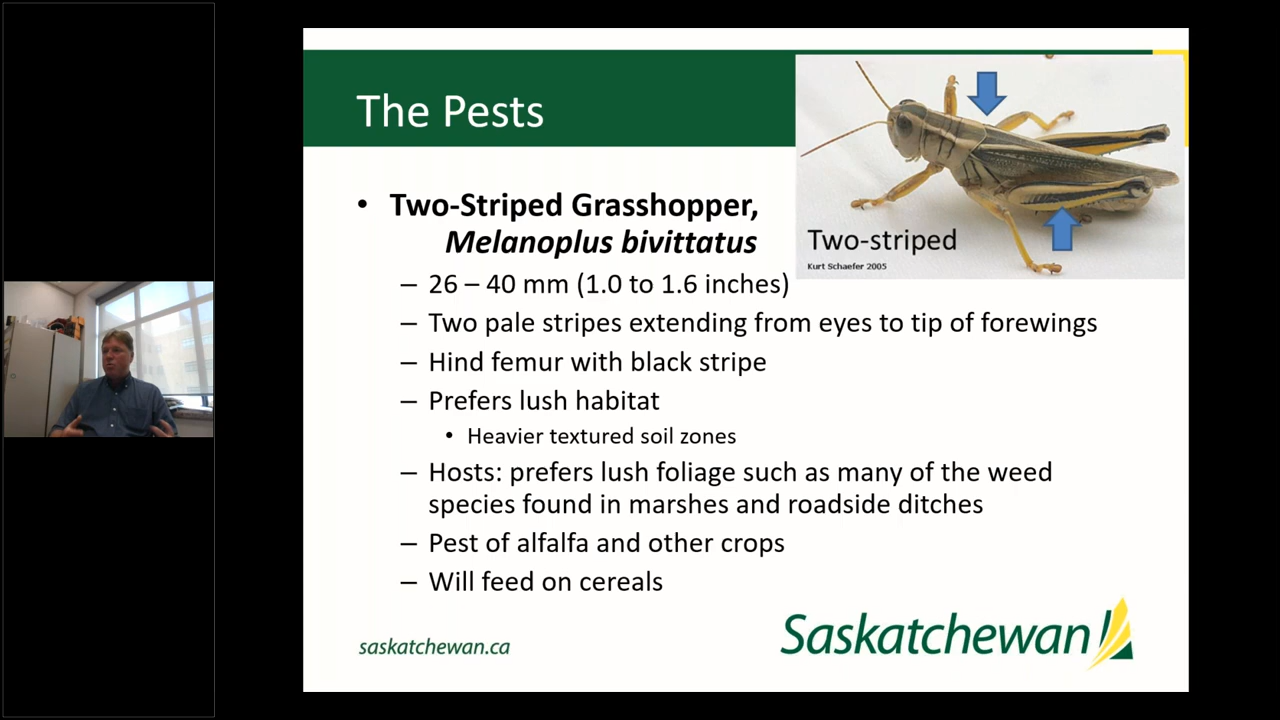 The Pests
Two-striped
Kurt Schaefer 2005
• Two-Striped Grasshopper,
Melanoplus bivittatus
– 26 – 40 mm (1.0 to 1.6 inches)
– Two pale stripes extending from eyes to tip of forewings
– Hind femur with black stripe
– Prefers lush habitat
• Heavier textured soil zones
– Hosts: prefers lush foliage such as many of the weed
species found in marshes and roadside ditches
– Pest of alfalfa and other crops
– Will feed on cereals
saskatchewan.ca
Saskatchewan